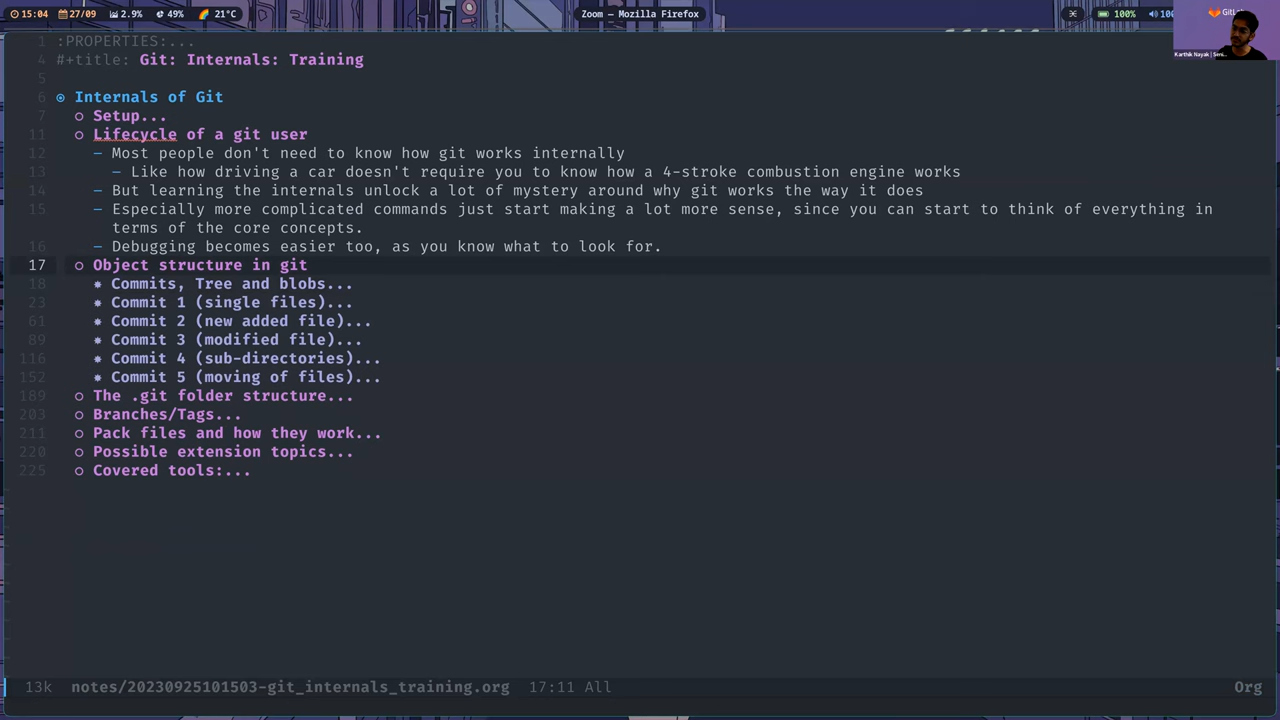 15:04 27/09 2.9% 49% 21°C
Zoom — Mozilla Firefox
100% 100
1 :PROPERTIES:...
4 #+title: Git: Internals: Training
5
6 Internals of Git
7 Setup...
11 Lifecycle of a git user
12 – Most people don't need to know how git works internally
13 – Like how driving a car doesn't require you to know how a 4-stroke combustion engine works
14 – But learning the internals unlock a lot of mystery around why git works the way it does
15 – Especially more complicated commands just start making a lot more sense, since you can start to think of everything in
terms of the core concepts.
16 – Debugging becomes easier too, as you know what to look for.
17 Object structure in git
18 Commits, Tree and blobs...
23 Commit 1 (single files)...
61 Commit 2 (new added file)...
89 Commit 3 (modified file)...
116 Commit 4 (sub-directories)...
152 Commit 5 (moving of files)...
189 The .git folder structure...
203 Branches/Tags...
211 Pack files and how they work...
220 Possible extension topics...
225 Covered tools:...
Karthik Nayak |
13k notes/20230925101503-git_internals_training.org 17:11 All
Org